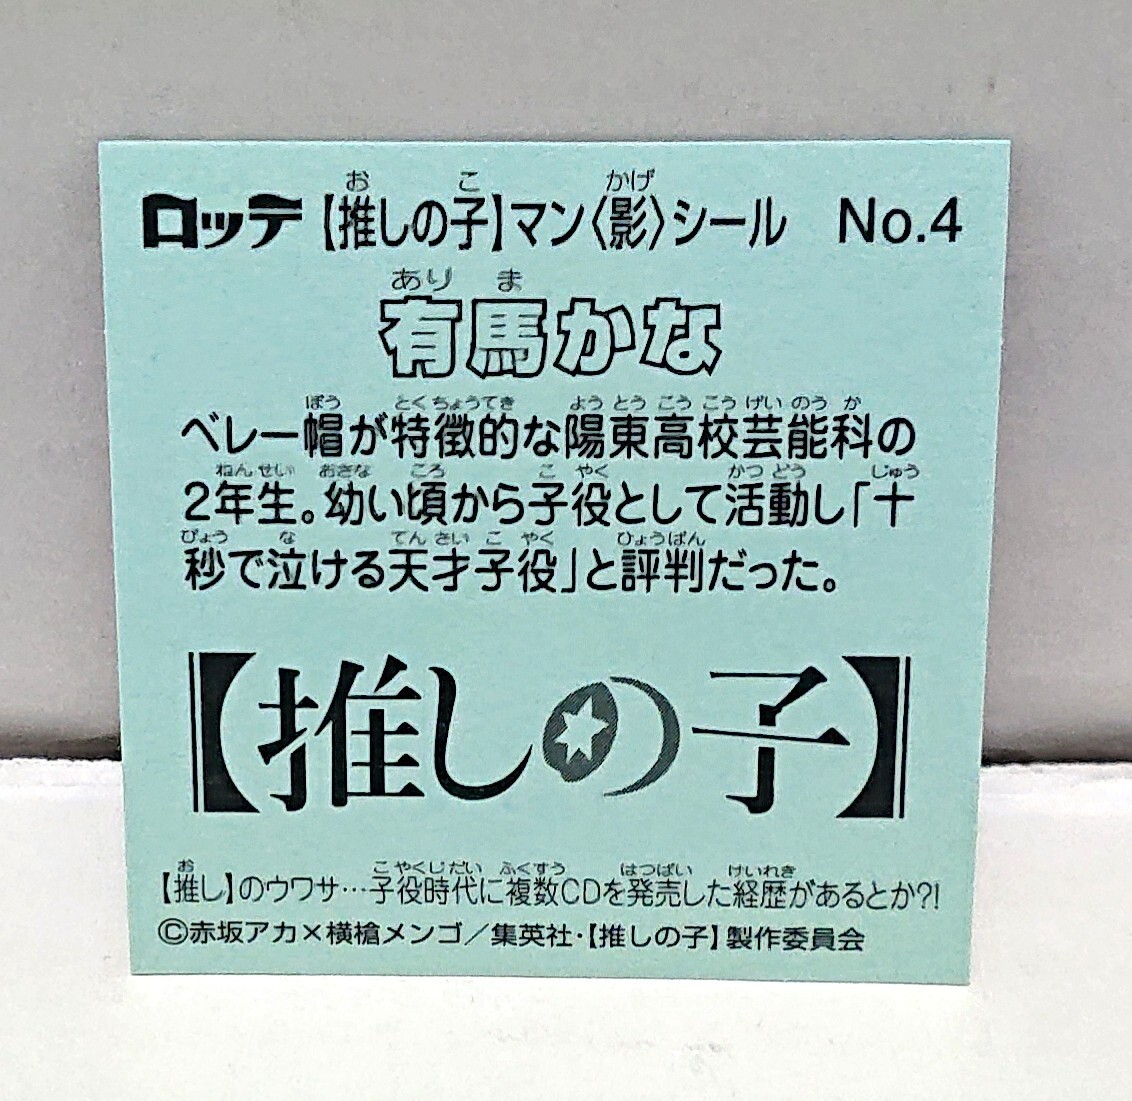 ロッテ【推しの子】マン〈影〉シール No.4
有馬かな
ベレー帽が特徴的な陽東高校芸能科の
2年生。幼い頃から子役として活動し「十
秒で泣ける天才子役」と評判だった。
【推しの子】
【推し】のウワサ…子役時代に複数CDを発売した経歴があるとか?!
©赤坂アカ×横槍メンゴ／集英社・【推しの子】製作委員会